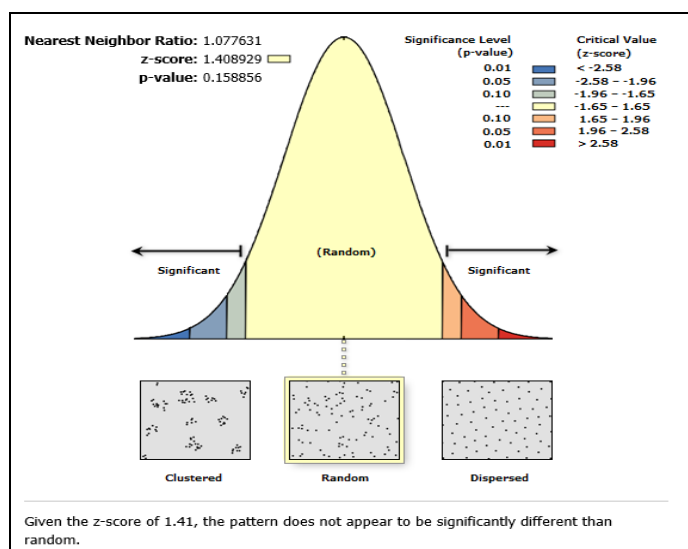 Nearest Neighbor Ratio: 1.077631
z-score: 1.408929
p-value: 0.158856
Significance Level
(p-value)
Critical Value
(z-score)
0.01 < -2.58
0.05 -2.58 – -1.96
0.10 -1.96 – -1.65
--- -1.65 – 1.65
0.10 1.65 – 1.96
0.05 1.96 – 2.58
0.01 > 2.58
(Random)
Significant
Significant
Clustered
Random
Dispersed
Given the z-score of 1.41, the pattern does not appear to be significantly different than
random.